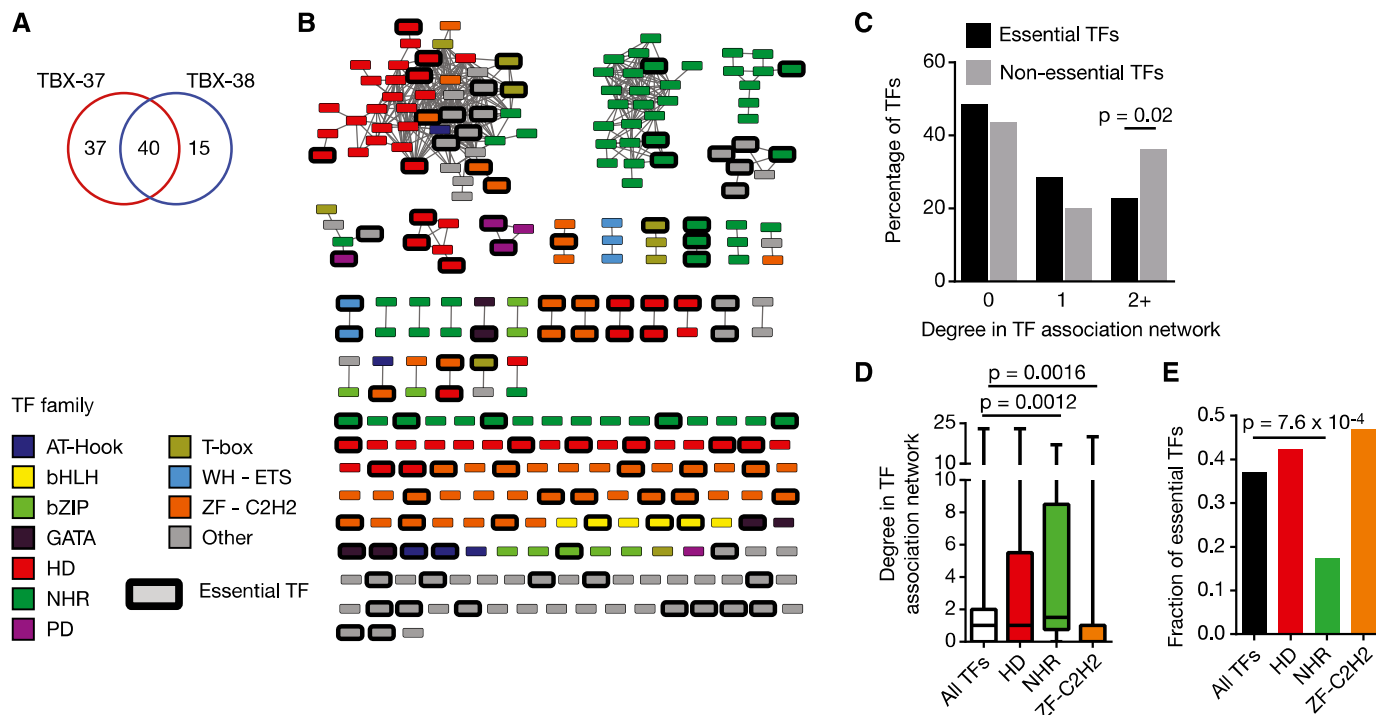 A
TBX-37
TBX-38
37
40
15
B
TF family
AT-Hook
bHLH
bZIP
GATA
HD
NHR
PD
T-box
WH - ETS
ZF - C2H2
Other
Essential TF
C
Essential TFs
Non-essential TFs
p = 0.02
Percentage of TFs
60
40
20
0
0
1
2+
Degree in TF association network
D
p = 0.0016
p = 0.0012
Degree in TF
association network
25
10
10
8
6
4
2
0
All TFs
HD
NHR
ZF-C2H2
E
p = 7.6 x 10-4
Fraction of essential TFs
0.5
0.4
0.3
0.2
0.1
0.0
All TFs
HD
NHR
ZF-C2H2